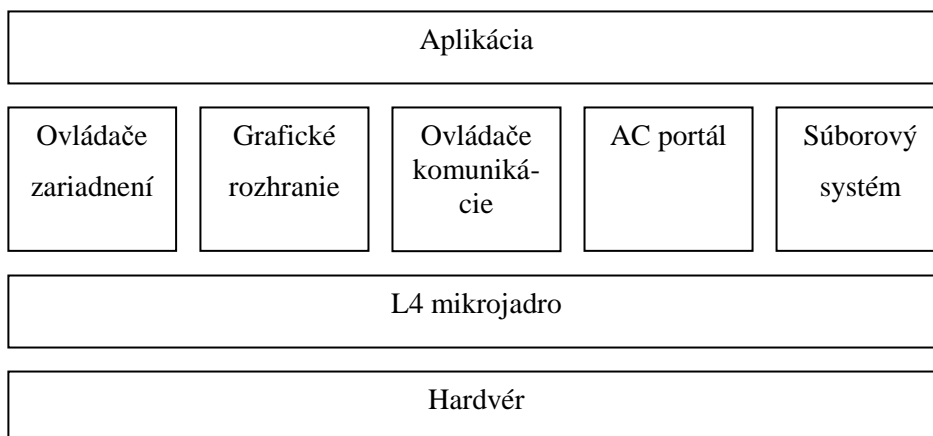 Aplikácia
Ovládače
zariadnení
Grafické
rozhranie
Ovládače
komuniká-
cie
AC portál
Súborový
systém
L4 mikrojadro
Hardvér